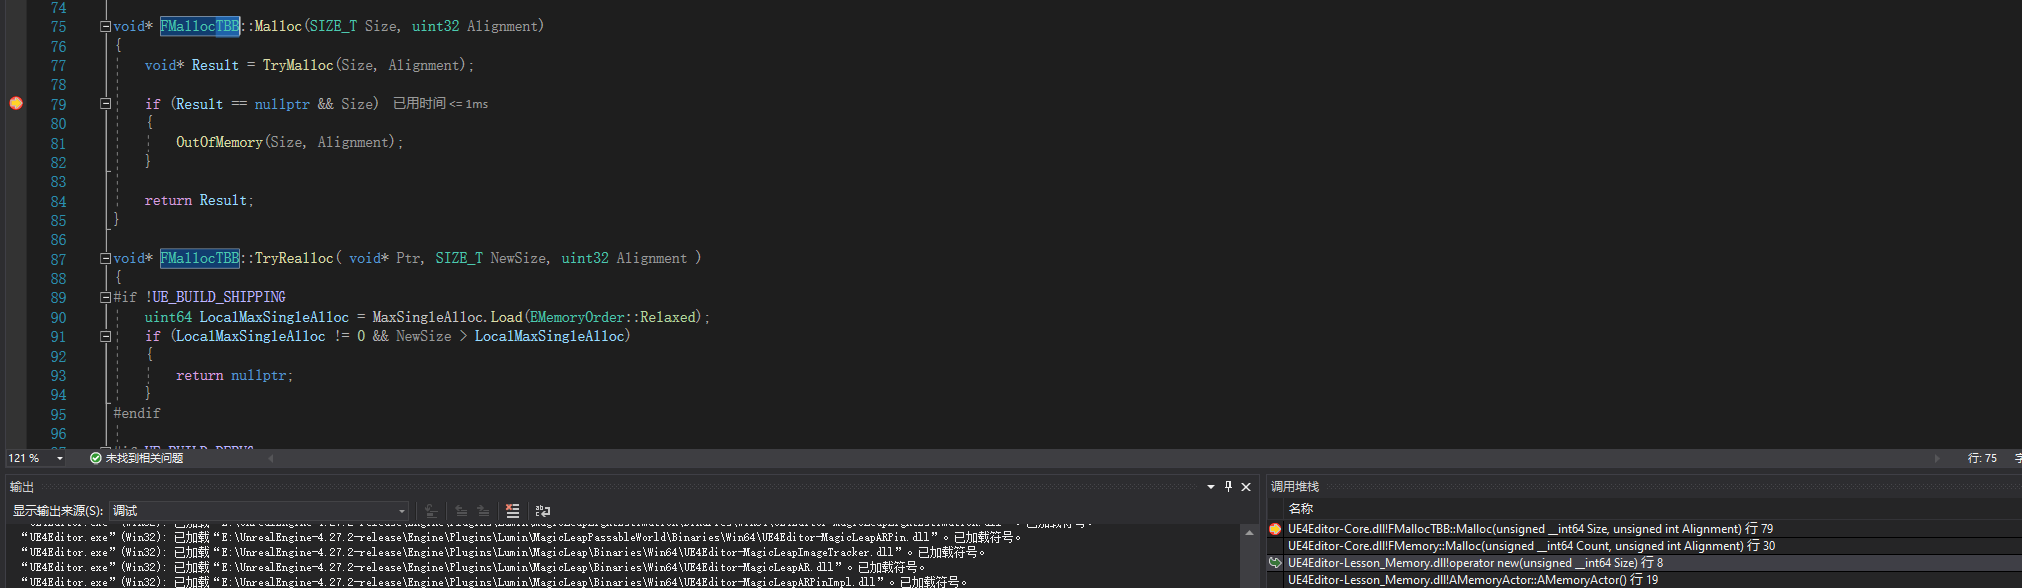 74
75 void* FMallocTBB::Malloc(SIZE_T Size, uint32 Alignment)
76 {
77 void* Result = TryMalloc(Size, Alignment);
78
79 if (Result == nullptr && Size) 已用时间 <= 1ms
80 {
81 OutOfMemory(Size, Alignment);
82 }
83
84 return Result;
85 }
86
87 void* FMallocTBB::TryRealloc( void* Ptr, SIZE_T NewSize, uint32 Alignment )
88 {
89 #if !UE_BUILD_SHIPPING
90 uint64 LocalMaxSingleAlloc = MaxSingleAlloc.Load(EMemoryOrder::Relaxed);
91 if (LocalMaxSingleAlloc != 0 && NewSize > LocalMaxSingleAlloc)
92 {
93 return nullptr;
94 }
95 #endif
96
121 % 未找到相关问题 行: 75
输出
显示输出来源(S): 调试
“UE4Editor.exe”(Win32): 已加载“E:\UnrealEngine-4.27.2-release\Engine\Plugins\Lumin\MagicLeapPassableWorld\Binaries\Win64\UE4Editor-MagicLeapARPin.dll”。已加载符号。
“UE4Editor.exe”(Win32): 已加载“E:\UnrealEngine-4.27.2-release\Engine\Plugins\Lumin\MagicLeap\Binaries\Win64\UE4Editor-MagicLeapImageTracker.dll”。已加载符号。
“UE4Editor.exe”(Win32): 已加载“E:\UnrealEngine-4.27.2-release\Engine\Plugins\Lumin\MagicLeap\Binaries\Win64\UE4Editor-MagicLeapAR.dll”。已加载符号。
“UE4Editor.exe”(Win32): 已加载“E:\UnrealEngine-4.27.2-release\Engine\Plugins\Lumin\MagicLeap\Binaries\Win64\UE4Editor-MagicLeapARPinImpl.dll”。已加载符号。
调用堆栈
名称
UE4Editor-Core.dll!FMallocTBB::Malloc(unsigned __int64 Size, unsigned int Alignment) 行 79
UE4Editor-Core.dll!FMemory::Malloc(unsigned __int64 Count, unsigned int Alignment) 行 30
UE4Editor-Lesson_Memory.dll!operator new(unsigned __int64 Size) 行 8
UE4Editor-Lesson_Memory.dll!AMemoryActor::AMemoryActor() 行 19